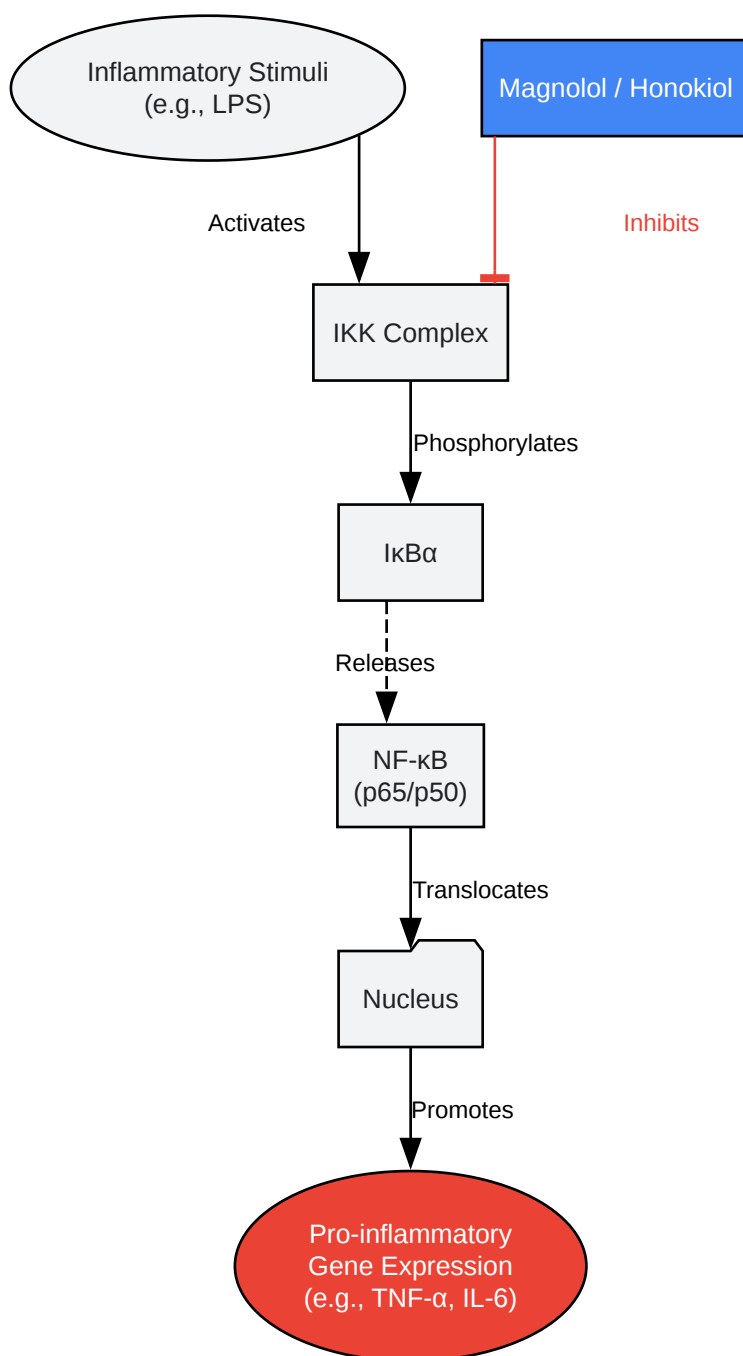 Inflammatory Stimuli
(e.g., LPS)
Magnolol / Honokiol
Activates
Inhibits
IKK Complex
Phosphorylates
IκBα
Releases
NF-κB
(p65/p50)
Translocates
Nucleus
Promotes
Pro-inflammatory
Gene Expression
(e.g., TNF-α, IL-6)